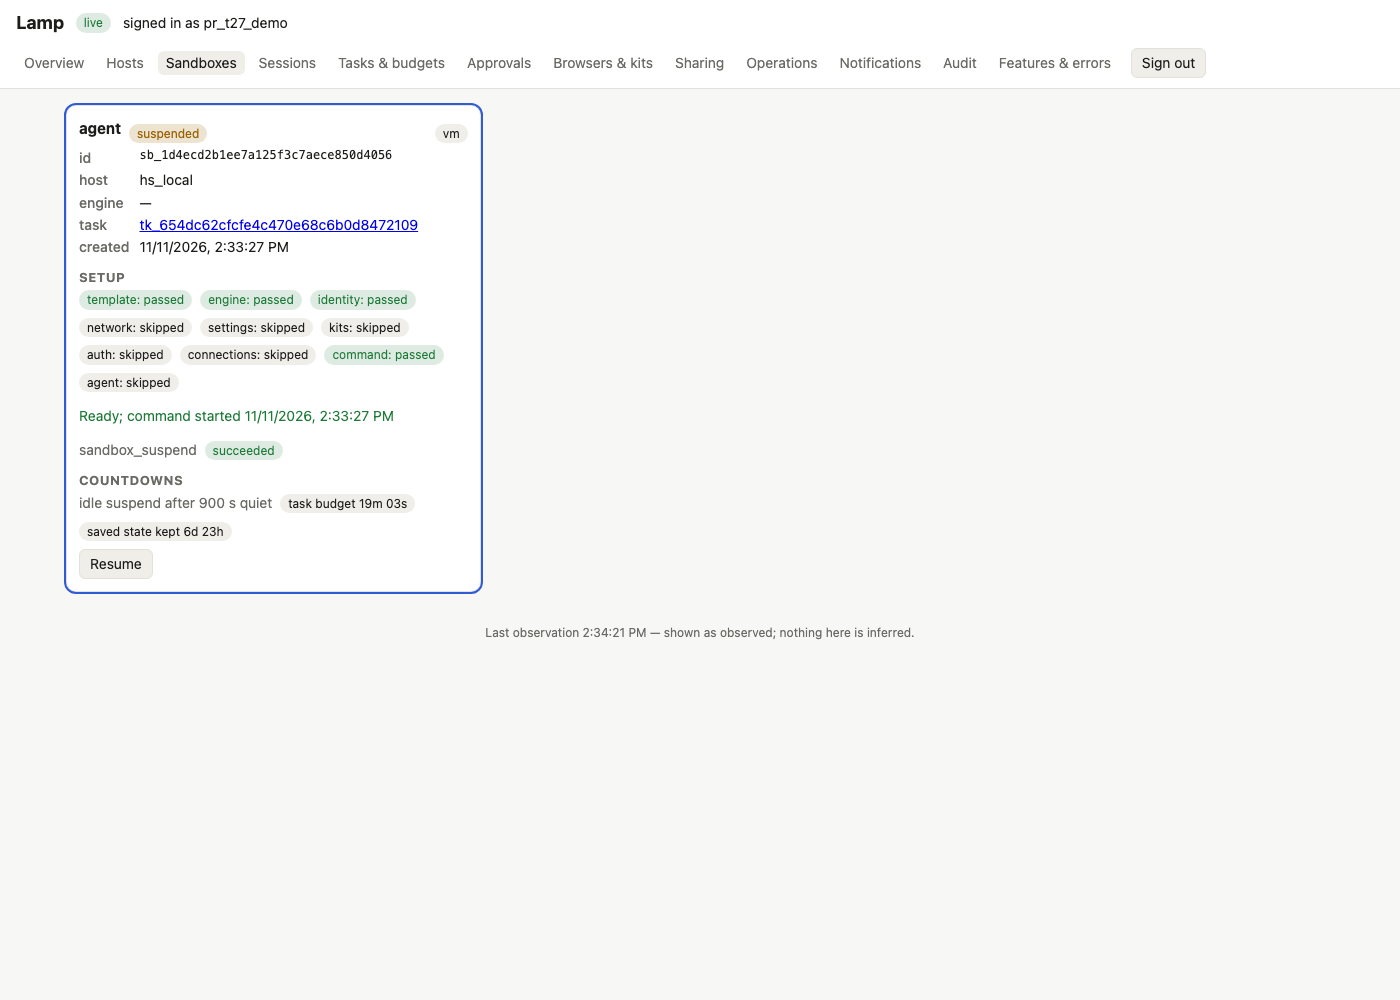 Lamp live signed in as pr_t27_demo
Overview Hosts Sandboxes Sessions Tasks & budgets Approvals Browsers & kits Sharing Operations Notifications Audit Features & errors Sign out
agent suspended vm
id sb_1d4ecd2b1ee7a125f3c7aece850d4056
host hs_local
engine —
task tk_654dc62cfcfe4c470e68c6b0d8472109
created 11/11/2026, 2:33:27 PM
SETUP
template: passed engine: passed identity: passed
network: skipped settings: skipped kits: skipped
auth: skipped connections: skipped command: passed
agent: skipped
Ready; command started 11/11/2026, 2:33:27 PM
sandbox_suspend succeeded
COUNTDOWNS
idle suspend after 900 s quiet task budget 19m 03s
saved state kept 6d 23h
Resume
Last observation 2:34:21 PM — shown as observed; nothing here is inferred.